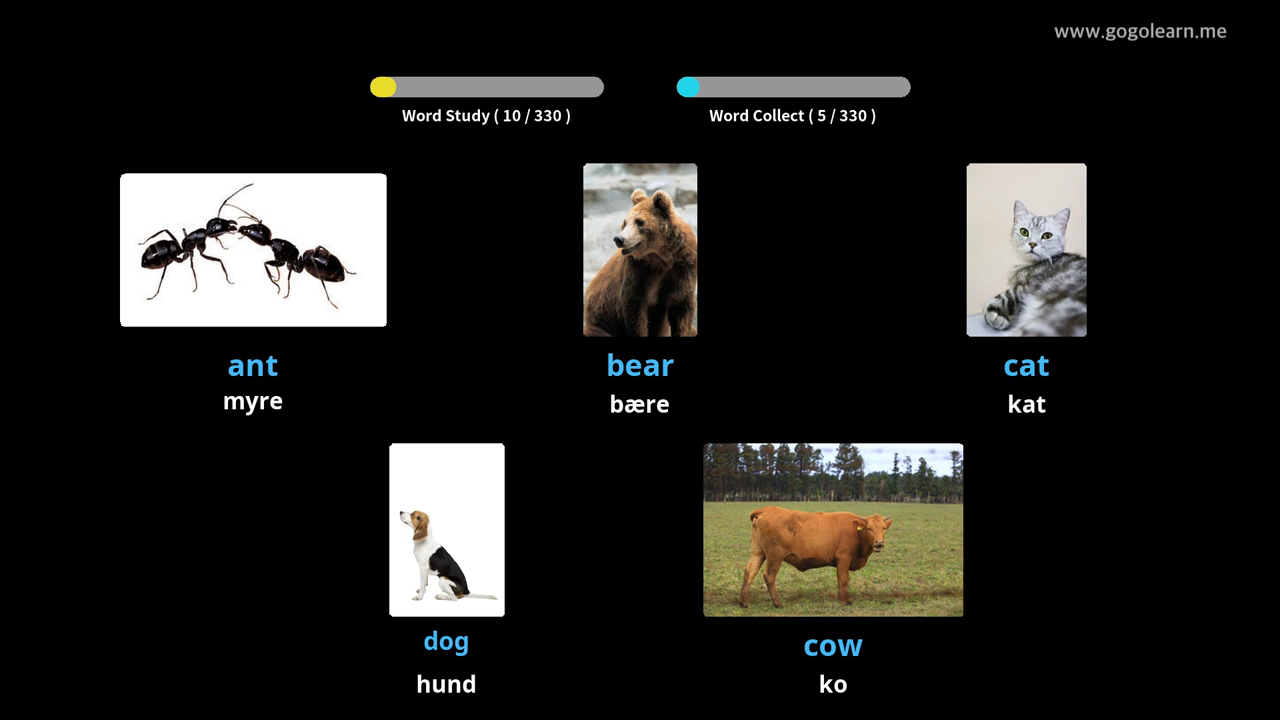 www.gogolearn.me
Word Study ( 10 / 330 )
Word Collect ( 5 / 330 )
ant
myre
bear
bære
cat
kat
dog
hund
cow
ko